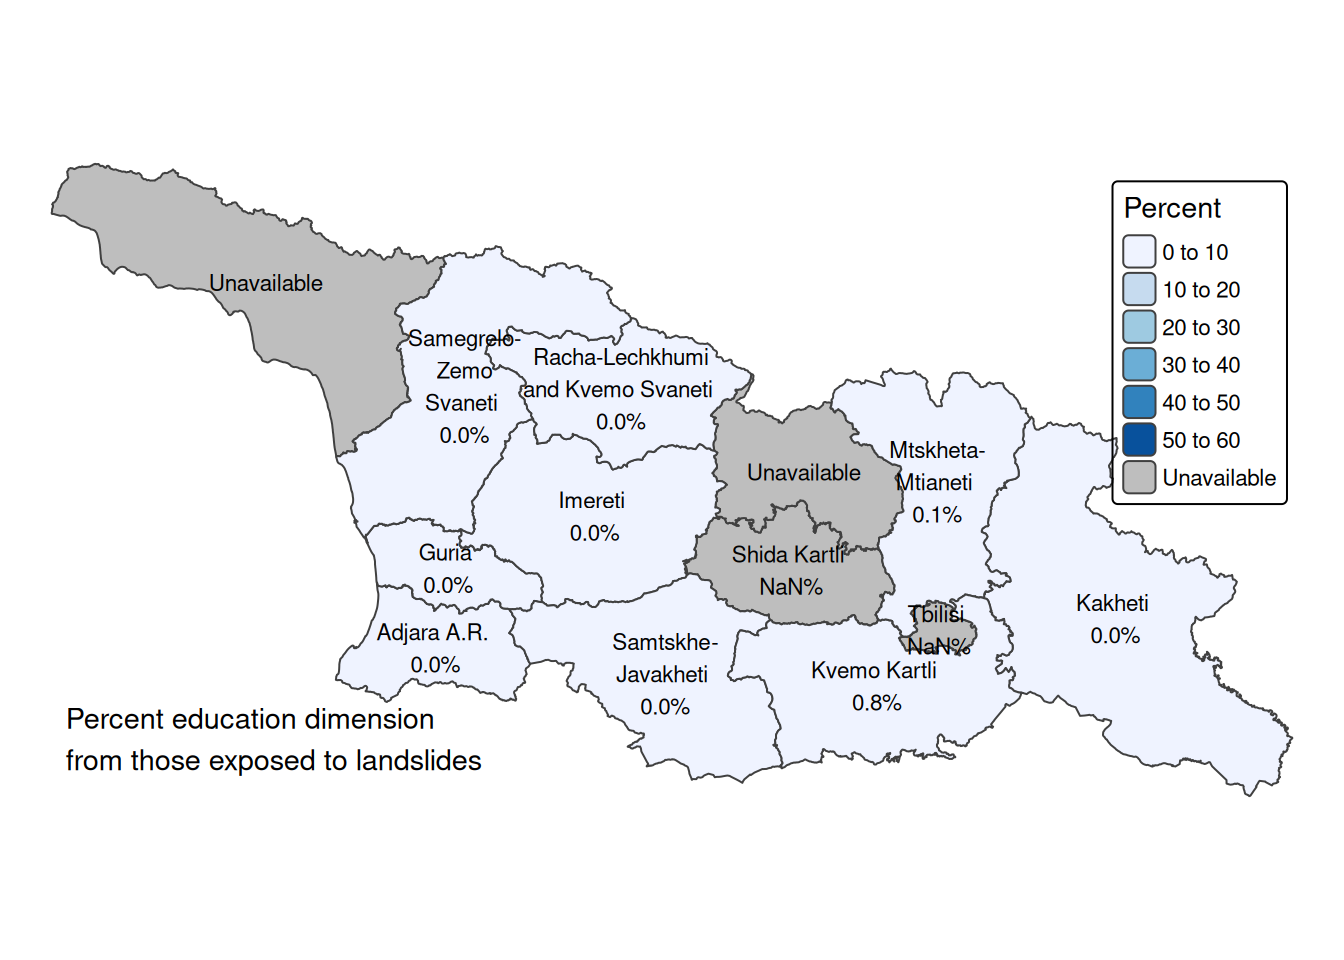 Unavailable
Samegrelo-
Zemo
Svaneti
0.0%
Racha-Lechkhumi
and Kvemo Svaneti
0.0%
Imereti
0.0%
Guria
0.0%
Adjara A.R.
0.0%
Samtskhe-
Javakheti
0.0%
Unavailable
Shida Kartli
NaN%
Mtskheta-
Mtianeti
0.1%
Tbilisi
NaN%
Kvemo Kartli
0.8%
Kakheti
0.0%
Percent
0 to 10
10 to 20
20 to 30
30 to 40
40 to 50
50 to 60
Unavailable
Percent education dimension
from those exposed to landslides